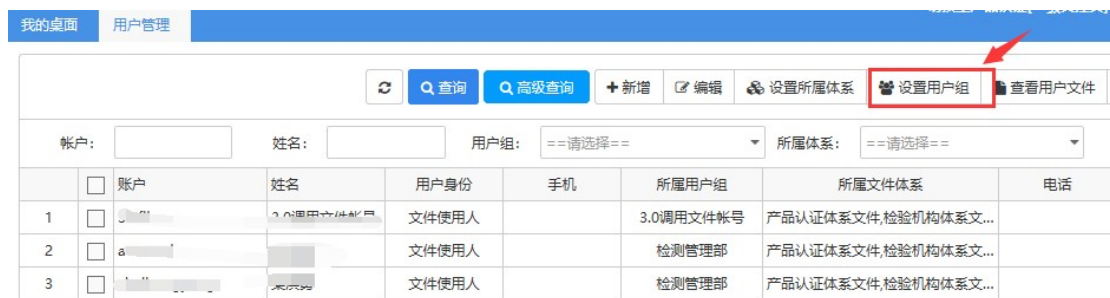 我的桌面 用户管理
查询 高级查询 新增 编辑 设置所属体系 设置用户组 查看用户文件
帐户: 姓名: 用户组: ==请选择== 所属体系: ==请选择==
账户 姓名 用户身份 手机 所属用户组 所属文件体系 电话
1 3.0调用文件帐号 文件使用人 3.0调用文件帐号 产品认证体系文件,检验机构体系文...
2 a 文件使用人 检测管理部 产品认证体系文件,检验机构体系文...
3 文件使用人 检测管理部 产品认证体系文件,检验机构体系文...